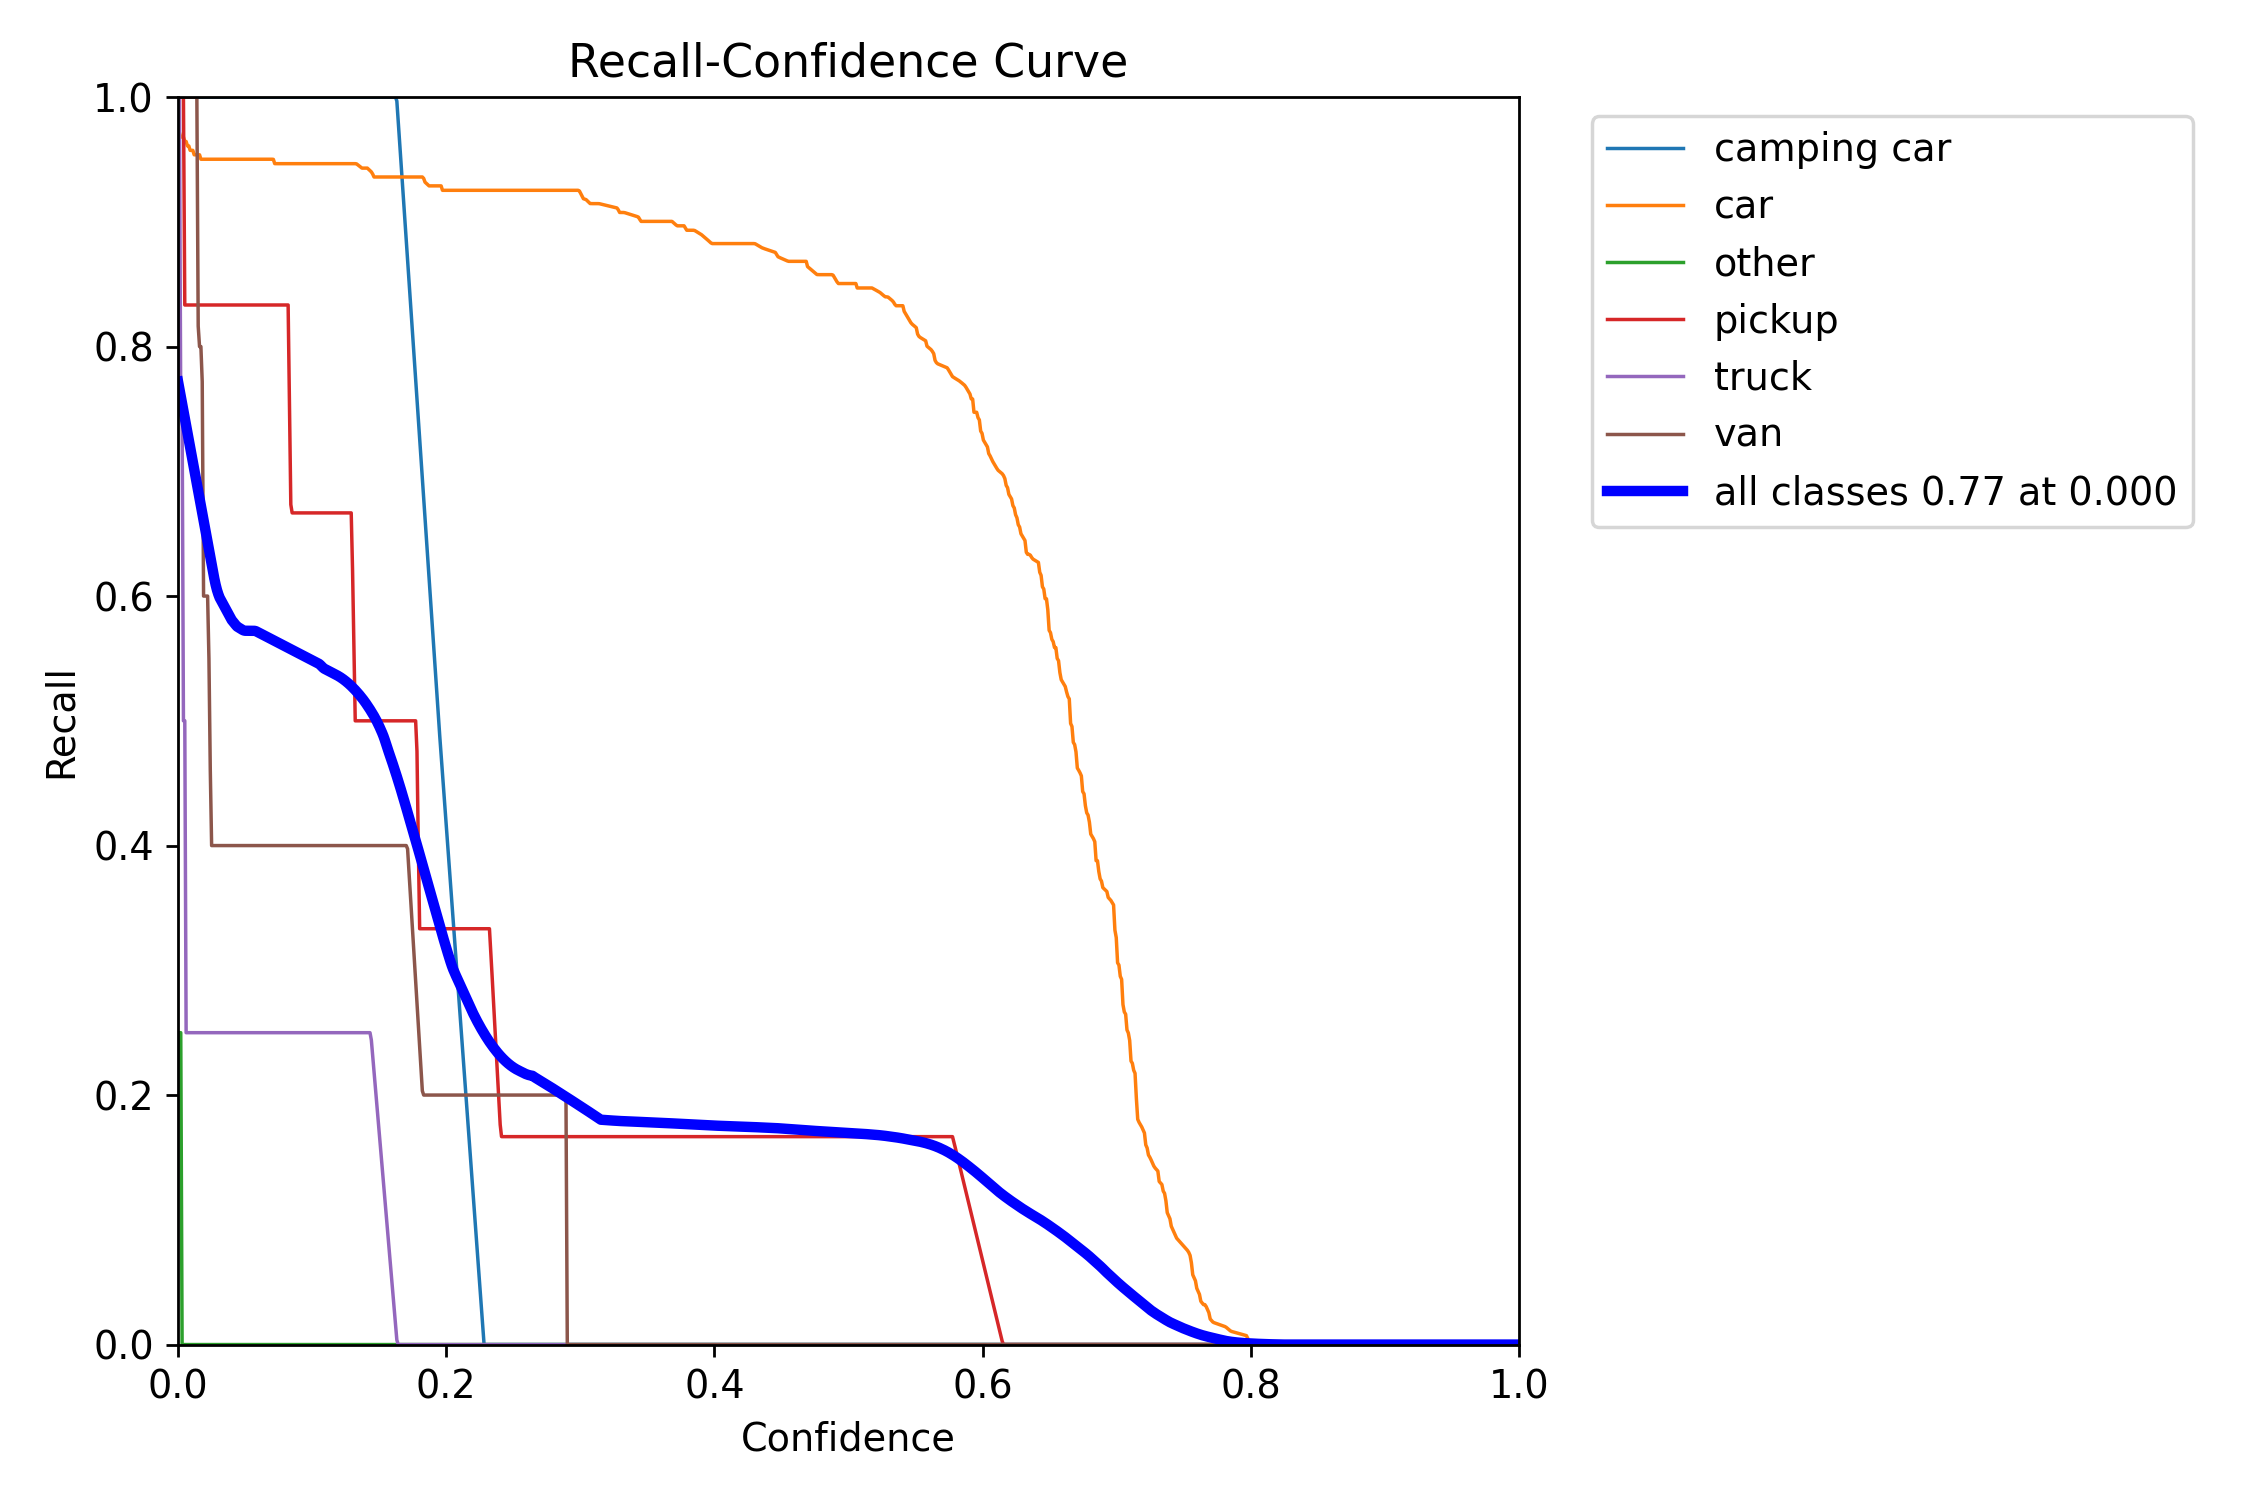 Recall-Confidence Curve
1.0
0.8
0.6
0.4
0.2
0.0
Recall
0.0 0.2 0.4 0.6 0.8 1.0
Confidence
camping car
car
other
pickup
truck
van
all classes 0.77 at 0.000